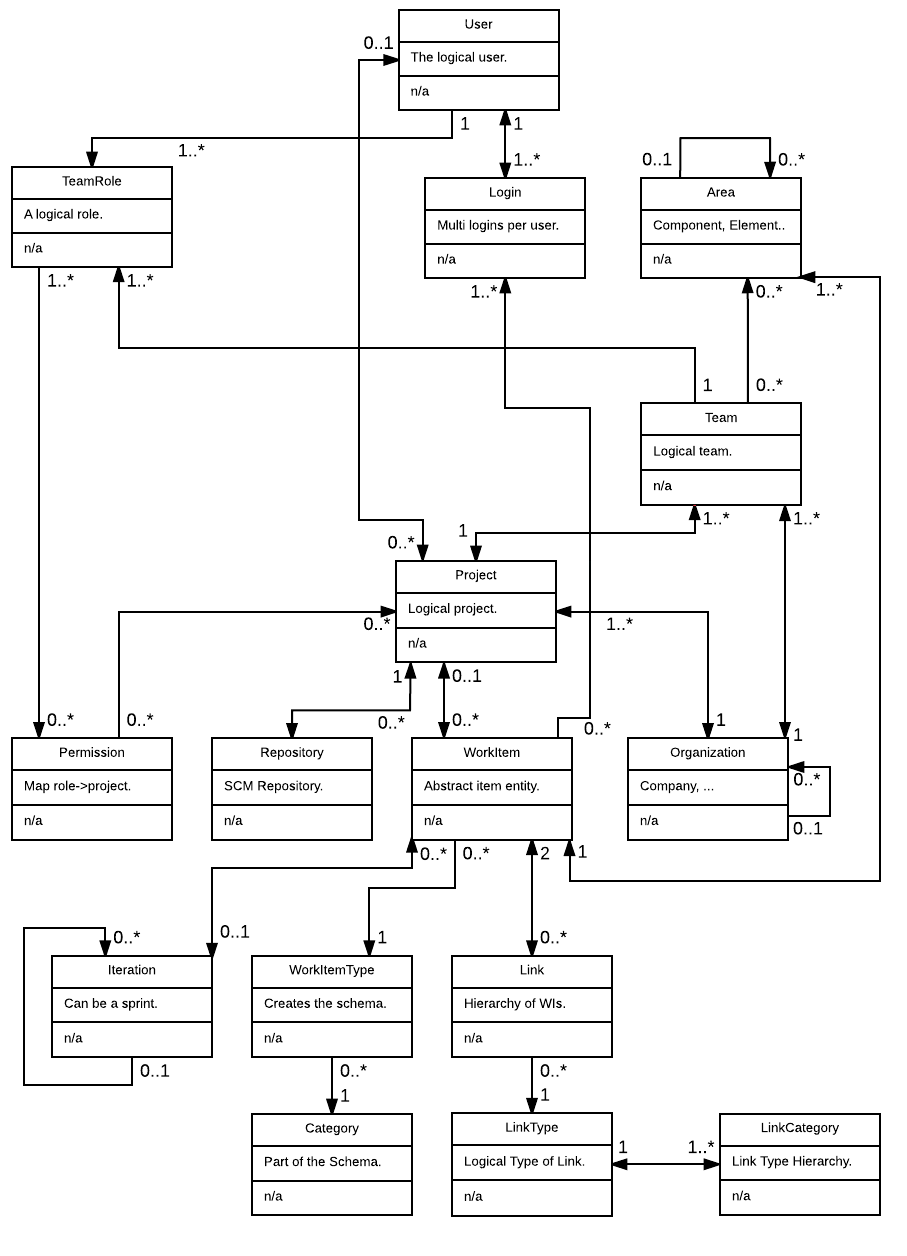 User
0..1
The logical user.
n/a
1
1
1..*
1..*
0..1
0..*
TeamRole
A logical role.
n/a
Login
Multi logins per user.
n/a
Area
Component, Element..
n/a
1..*
1..*
1..*
0..*
1..*
1
0..*
Team
Logical team.
n/a
1..*
1..*
1
0..*
Project
Logical project.
n/a
0..*
1..*
1
0..1
0..*
0..*
0..*
0..*
0..*
1
1
Permission
Map role->project.
n/a
Repository
SCM Repository.
n/a
WorkItem
Abstract item entity.
n/a
Organization
Company, ...
n/a
0..*
0..1
0..*
0..*
2
1
0..*
0..1
1
0..*
Iteration
Can be a sprint.
n/a
WorkItemType
Creates the schema.
n/a
Link
Hierarchy of WIs.
n/a
0..1
0..*
0..*
1
1
Category
Part of the Schema.
n/a
LinkType
Logical Type of Link.
n/a
1
1..*
LinkCategory
Link Type Hierarchy.
n/a